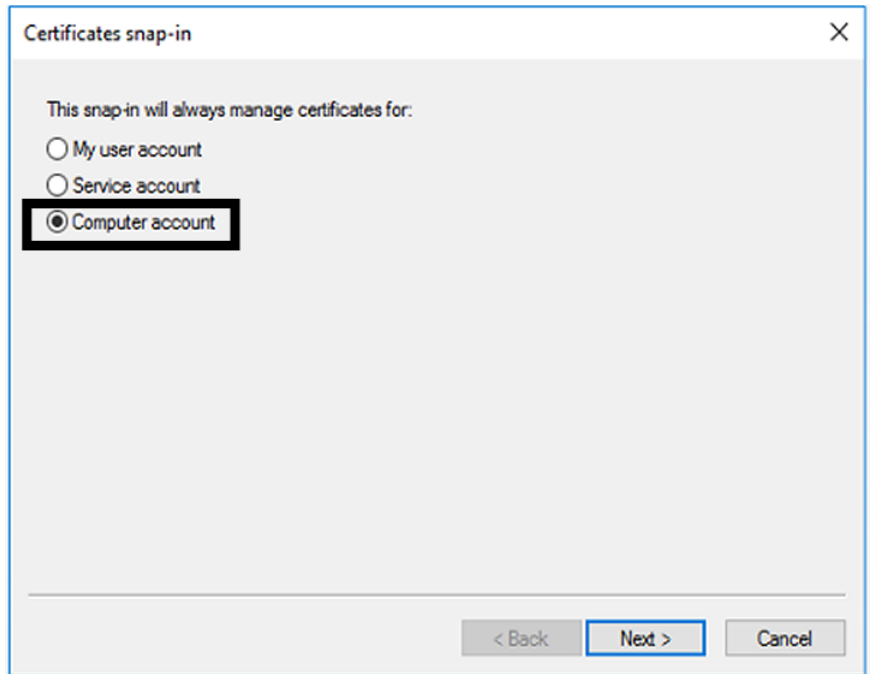 Certificates snap-in
This snap-in will always manage certificates for:
My user account
Service account
Computer account
< Back
Next >
Cancel